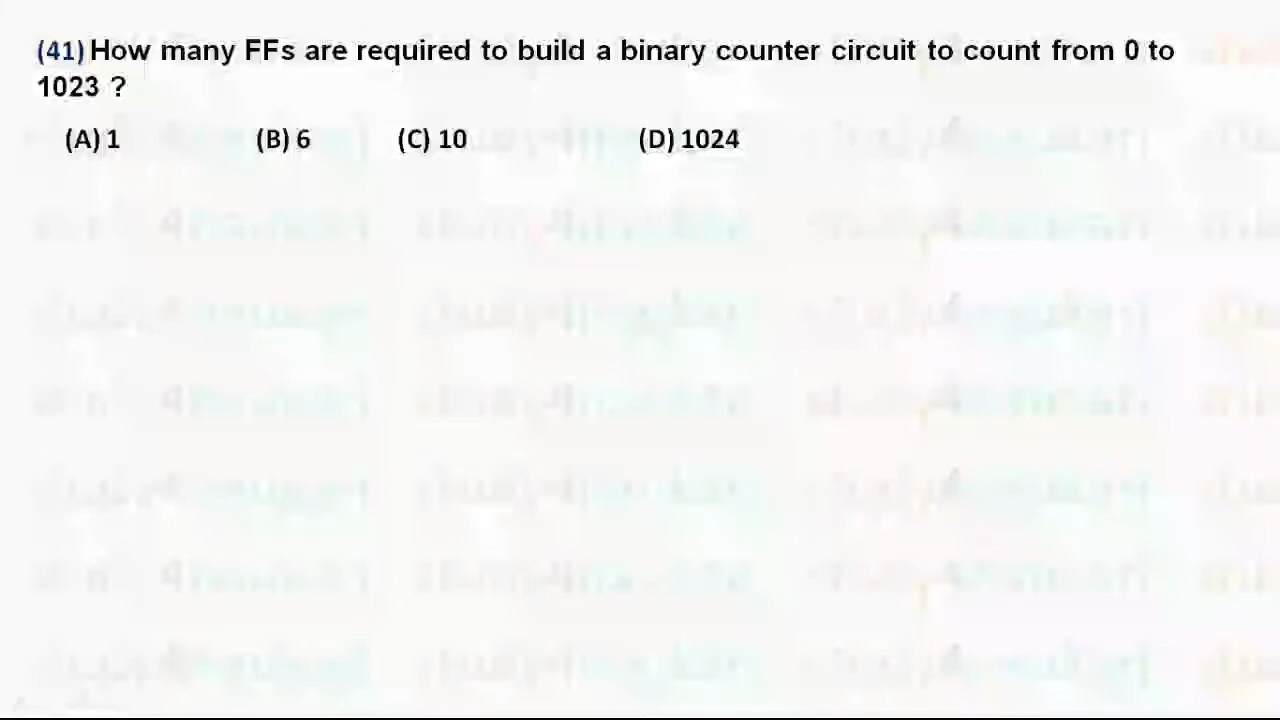 (41) How many FFs are required to build a binary counter circuit to count from 0 to
1023 ?
(A) 1 (B) 6 (C) 10 (D) 1024